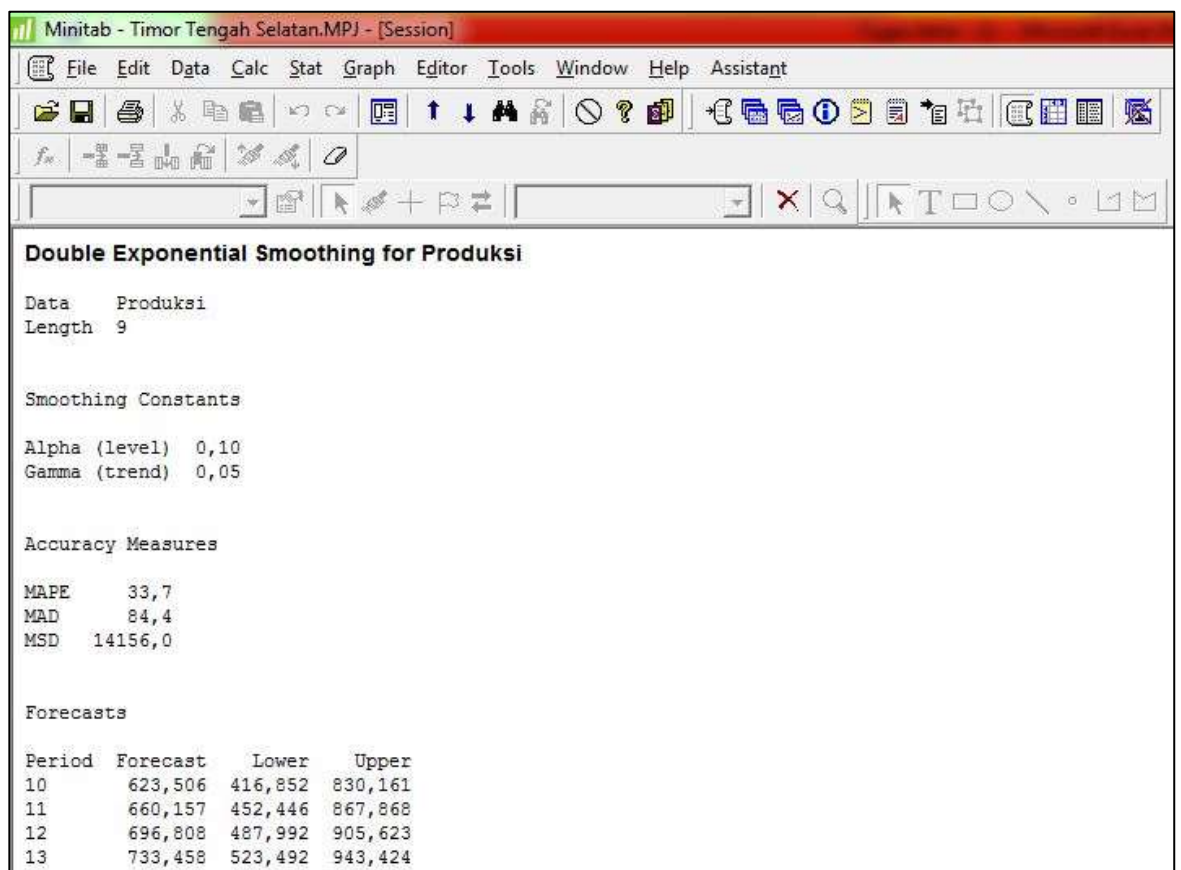 Minitab - Timor Tengah Selatan.MPJ - [Session]
File Edit Data Calc Stat Graph Editor Tools Window Help Assistant
Double Exponential Smoothing for Produksi
Data Produksi
Length 9
Smoothing Constants
Alpha (level) 0,10
Gamma (trend) 0,05
Accuracy Measures
MAPE 33,7
MAD 84,4
MSD 14156,0
Forecasts
Period Forecast Lower Upper
10 623,506 416,852 830,161
11 660,157 452,446 867,868
12 696,808 487,992 905,623
13 733,458 523,492 943,424